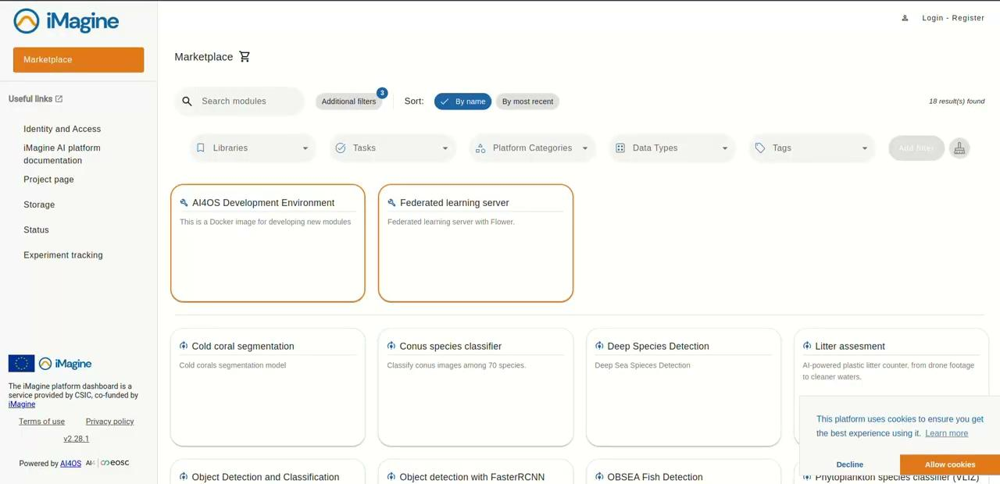 iMagine
Login - Register
Marketplace
Marketplace
Useful links
Search modules
Additional filters
3
Sort:
By name
By most recent
18 result(s) found
Identity and Access
iMagine AI platform
documentation
Project page
Storage
Status
Experiment tracking
Libraries
Tasks
Platform Categories
Data Types
Tags
Add filter
AI4OS Development Environment
This is a Docker image for developing new modules
Federated learning server
Federated learning server with Flower.
Cold coral segmentation
Cold corals segmentation model
Conus species classifier
Classify conus images among 70 species.
Deep Species Detection
Deep Sea Spieces Detection
Litter assesment
AI-powered plastic litter counter, from drone footage
to cleaner waters.
Object Detection and Classification
Object detection with FasterRCNN
OBSEA Fish Detection
Phytoplankton species classifier (VLIZ)
iMagine
The iMagine platform dashboard is a
service provided by CSIC, co-funded by
iMagine
Terms of use
Privacy policy
v2.28.1
Powered by AI4OS AI4 eosc
This platform uses cookies to ensure you get
the best experience using it. Learn more
Decline
Allow cookies